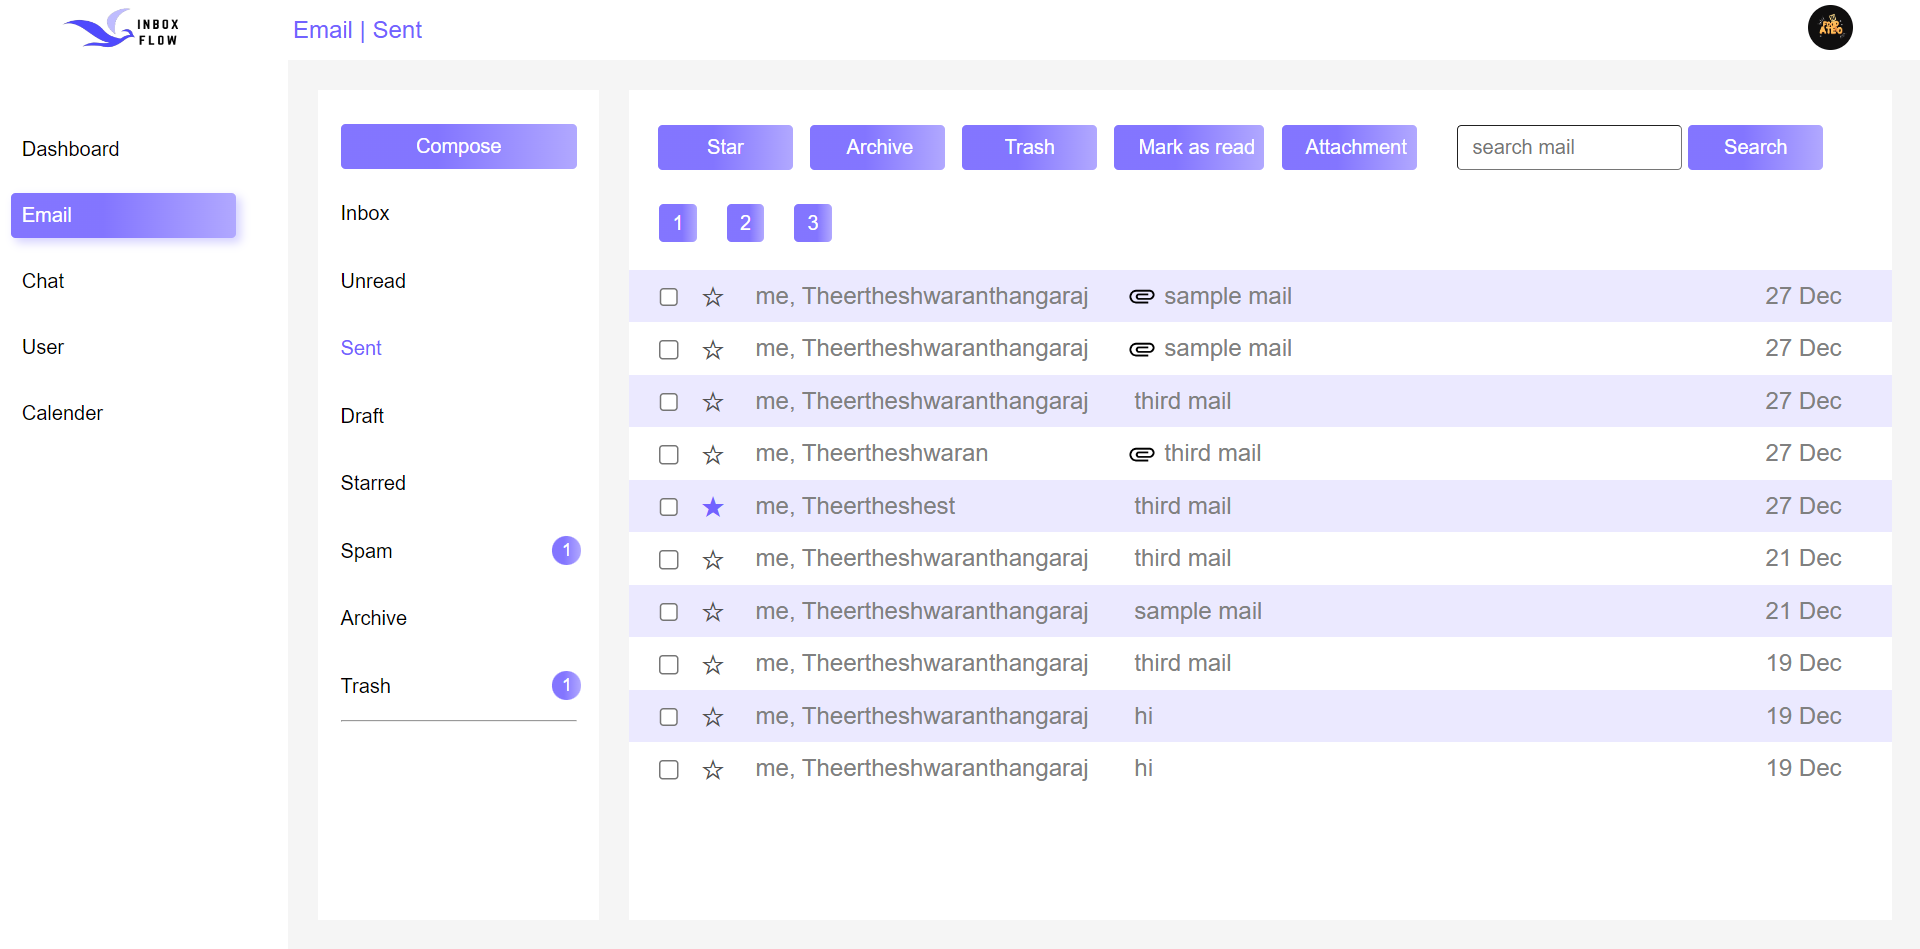 INBOX
FLOW
Email | Sent
FOOD
ATEO
Dashboard
Email
Chat
User
Calender
Compose
Inbox
Unread
Sent
Draft
Starred
Spam 1
Archive
Trash 1
Star Archive Trash Mark as read Attachment search mail Search
1 2 3
me, Theertheshwaranthangaraj sample mail 27 Dec
me, Theertheshwaranthangaraj sample mail 27 Dec
me, Theertheshwaranthangaraj third mail 27 Dec
me, Theertheshwaran third mail 27 Dec
me, Theertheshest third mail 27 Dec
me, Theertheshwaranthangaraj third mail 21 Dec
me, Theertheshwaranthangaraj sample mail 21 Dec
me, Theertheshwaranthangaraj third mail 19 Dec
me, Theertheshwaranthangaraj hi 19 Dec
me, Theertheshwaranthangaraj hi 19 Dec